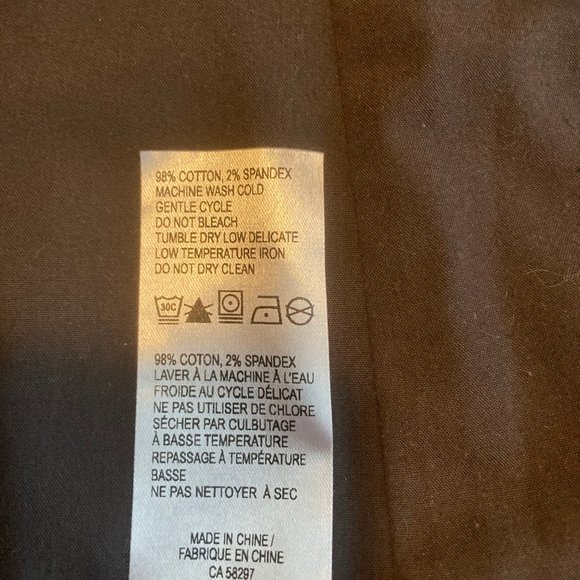 98% COTTON, 2% SPANDEX
MACHINE WASH COLD
GENTLE CYCLE
DO NOT BLEACH
TUMBLE DRY LOW DELICATE
LOW TEMPERATURE IRON
DO NOT DRY CLEAN
30C
98% COTON, 2% SPANDEX
LAVER À LA MACHINE À L'EAU
FROIDE AU CYCLE DÉLICAT
NE PAS UTILISER DE CHLORE
SÉCHER PAR CULBUTAGE
À BASSE TEMPERATURE
REPASSAGE À TEMPÉRATURE
BASSE
NE PAS NETTOYER À SEC
MADE IN CHINE /
FABRIQUE EN CHINE
CA 58297